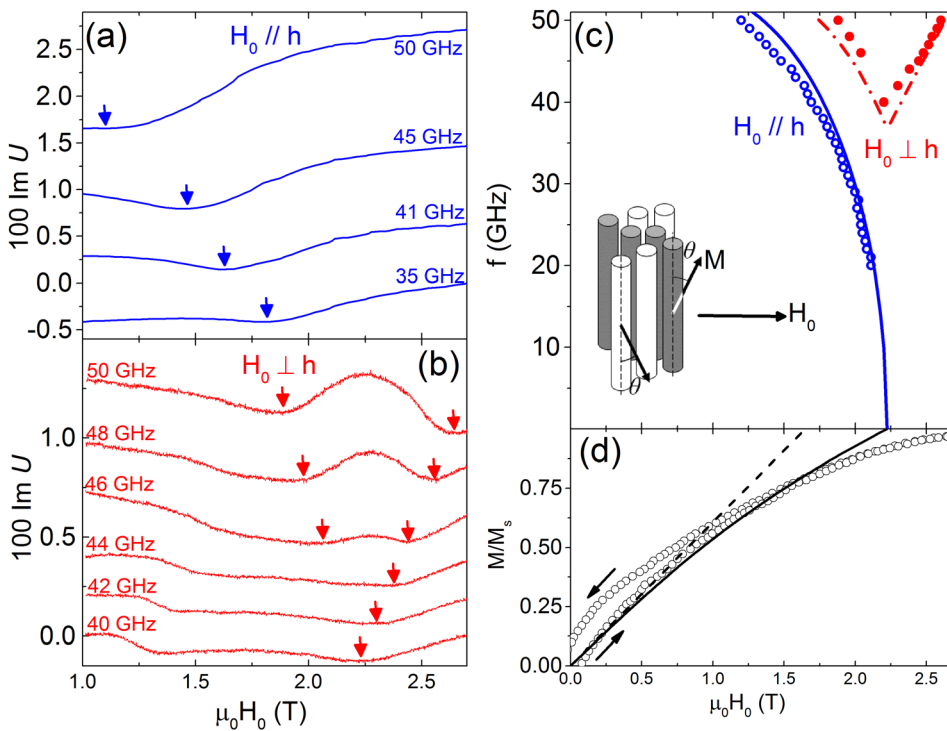 (a)
H₀ // h
50 GHz
45 GHz
41 GHz
35 GHz
2.5
2.0
1.5
1.0
0.5
0.0
-0.5
100 Im U
(b)
H₀ ⊥ h
50 GHz
48 GHz
46 GHz
44 GHz
42 GHz
40 GHz
1.0
0.5
0.0
100 Im U
1.0 1.5 2.0 2.5
μ₀H₀ (T)
(c)
50
40
30
20
10
f (GHz)
H₀ // h
H₀ ⊥ h
θ
M
H₀
θ
(d)
0.75
0.50
0.25
0.00
M/Mₛ
0.0 0.5 1.0 1.5 2.0 2.5
μ₀H₀ (T)